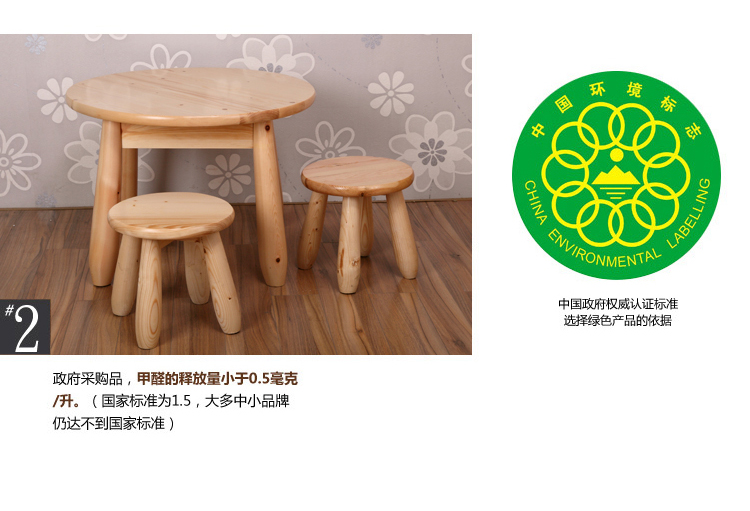 中国环境标志
CHINA ENVIRONMENTAL LABELLING
中国政府权威认证标准
选择绿色产品的依据
#2
政府采购品，甲醛的释放量小于0.5毫克
/升。（国家标准为1.5，大多中小品牌
仍达不到国家标准）